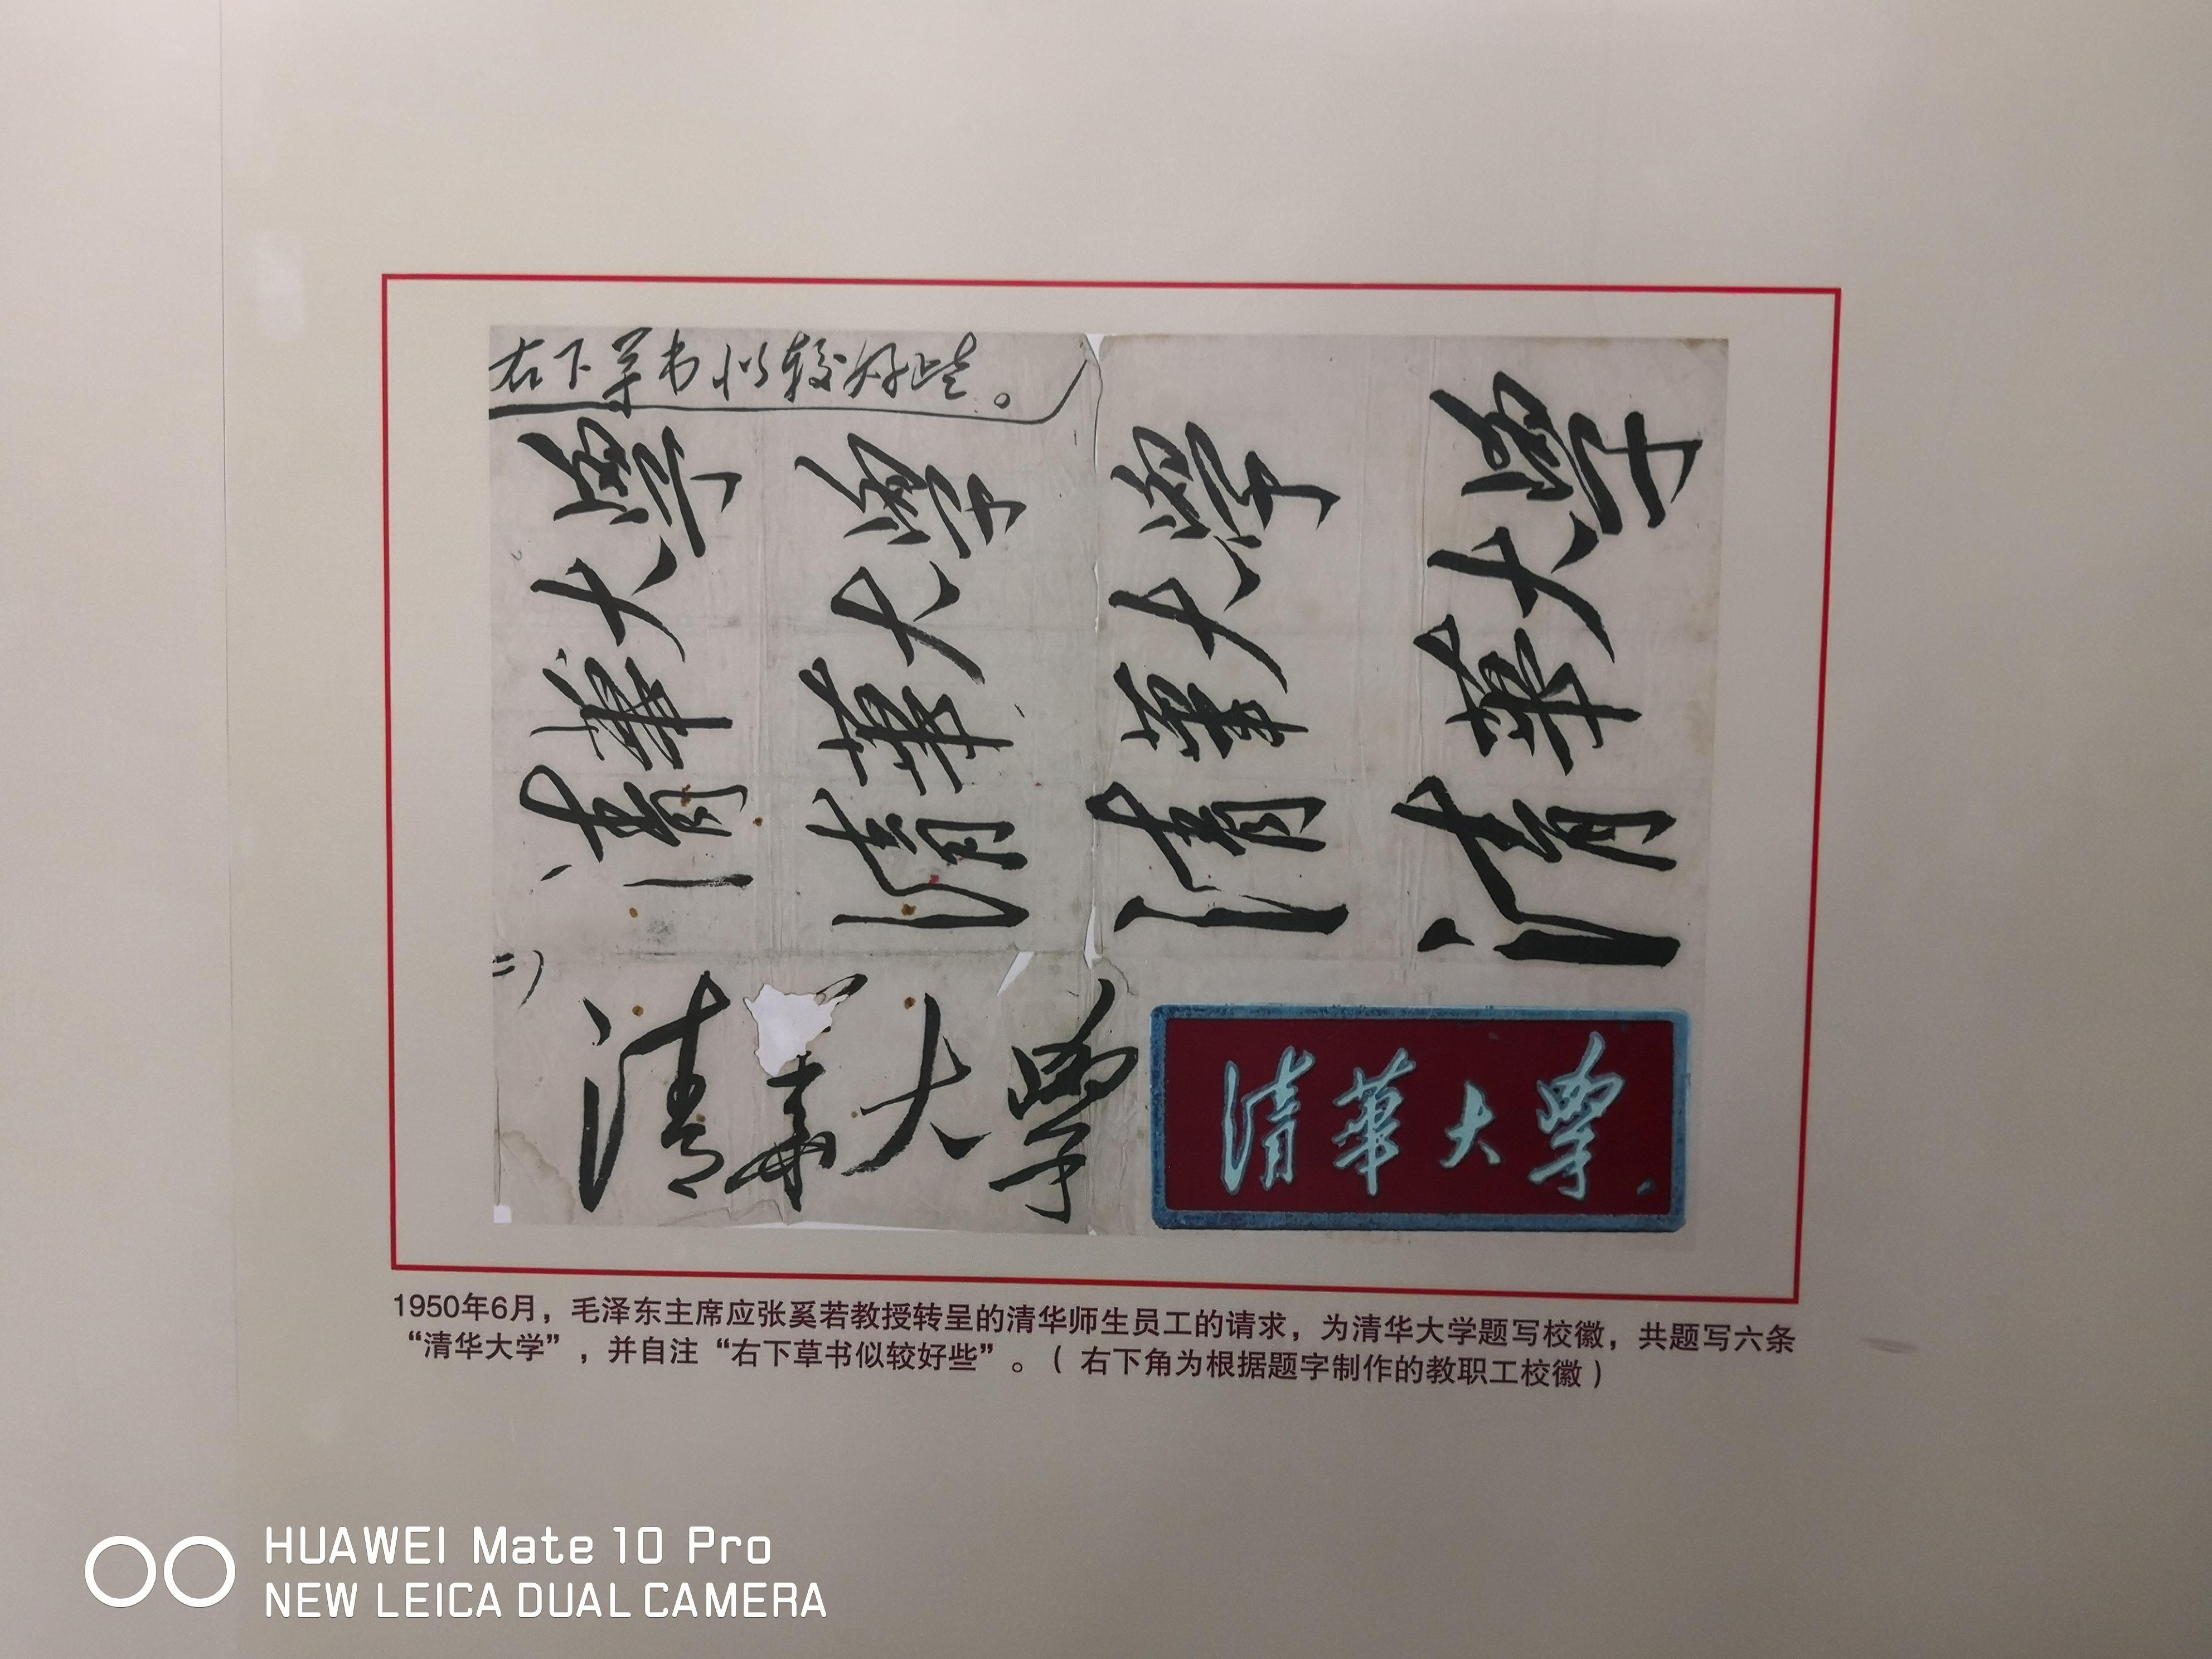 右下草书似较好些。
清華大學
清華大學
清華大學
清華大學
二)
清華大學
清華大學
1950年6月，毛泽东主席应张奚若教授转呈的清华师生员工的请求，为清华大学题写校徽，共题写六条
“清华大学”，并自注“右下草书似较好些”。（右下角为根据题字制作的教职工校徽）
HUAWEI Mate 10 Pro
NEW LEICA DUAL CAMERA